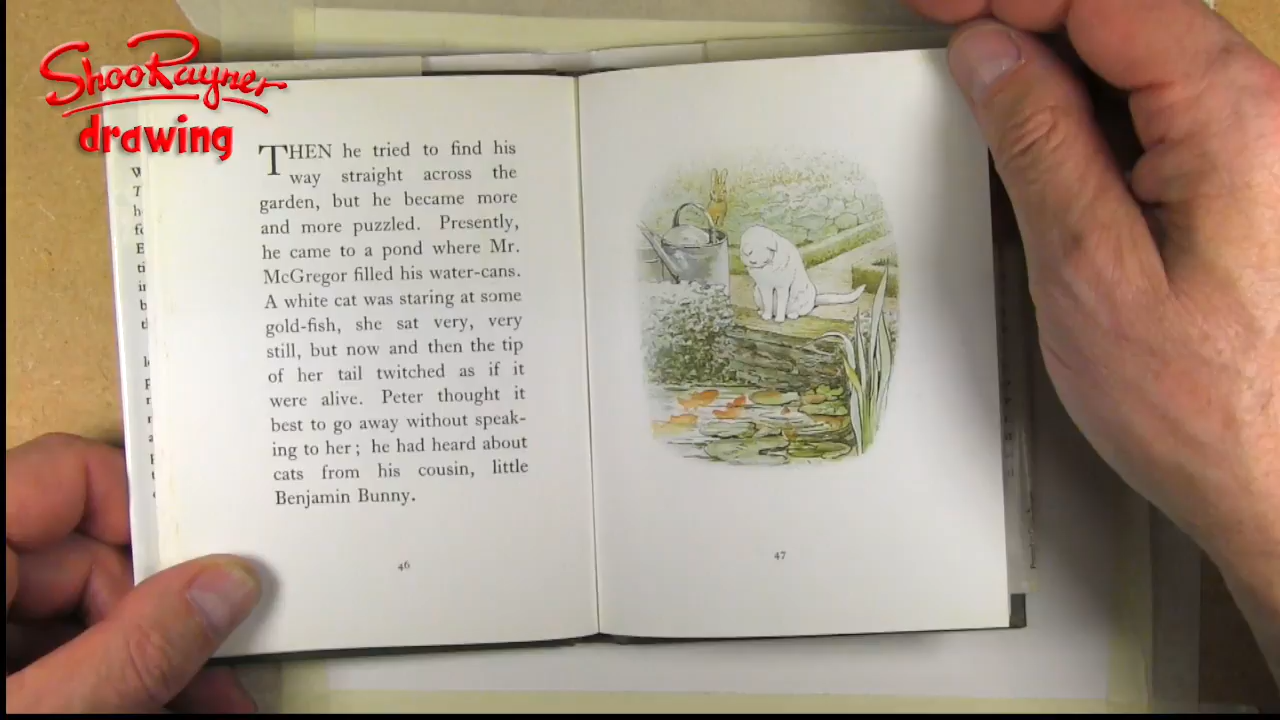 ShooRayner
drawing
THEN he tried to find his
way straight across the
garden, but he became more
and more puzzled. Presently,
he came to a pond where Mr.
McGregor filled his water-cans.
A white cat was staring at some
gold-fish, she sat very, very
still, but now and then the tip
of her tail twitched as if it
were alive. Peter thought it
best to go away without speak-
ing to her; he had heard about
cats from his cousin, little
Benjamin Bunny.
46
47